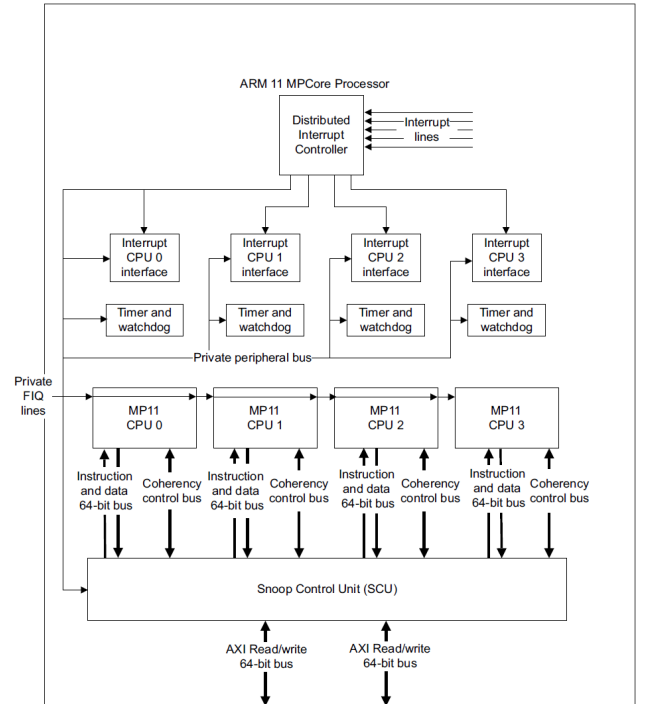 ARM 11 MPCore Processor
Distributed
Interrupt
Controller
Interrupt
lines
Interrupt
CPU 0
interface
Interrupt
CPU 1
interface
Interrupt
CPU 2
interface
Interrupt
CPU 3
interface
Timer and
watchdog
Timer and
watchdog
Timer and
watchdog
Timer and
watchdog
Private peripheral bus
Private
FIQ
lines
MP11
CPU 0
MP11
CPU 1
MP11
CPU 2
MP11
CPU 3
Instruction
and data
64-bit bus
Coherency
control bus
Instruction
and data
64-bit bus
Coherency
control bus
Instruction
and data
64-bit bus
Coherency
control bus
Instruction
and data
64-bit bus
Coherency
control bus
Snoop Control Unit (SCU)
AXI Read/write
64-bit bus
AXI Read/write
64-bit bus